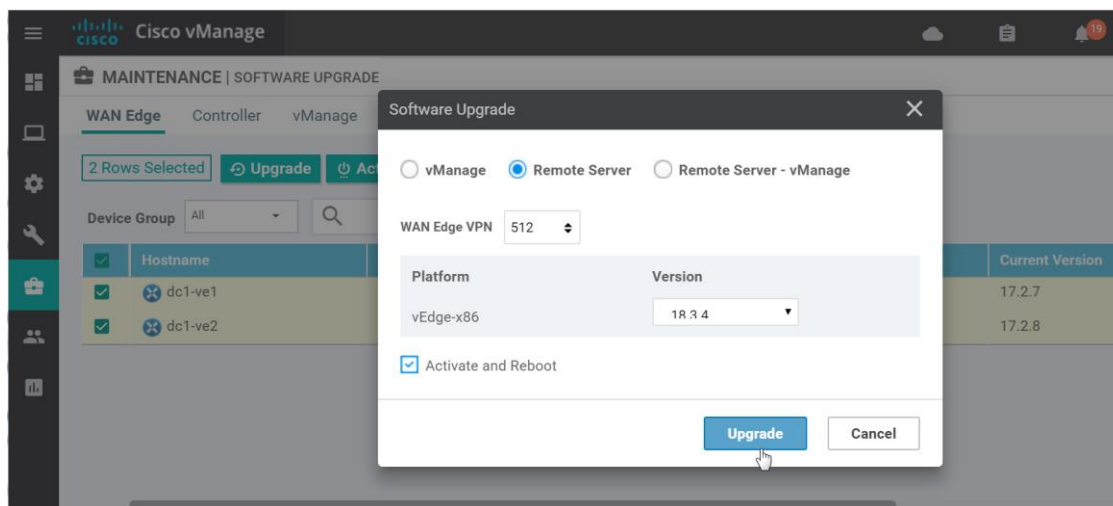 CISCO Cisco vManage 19
MAINTENANCE | SOFTWARE UPGRADE
WAN Edge Controller vManage
Software Upgrade
2 Rows Selected Upgrade
vManage Remote Server Remote Server - vManage
Device Group All
WAN Edge VPN 512
Hostname Current Version
Platform Version
dc1-ve1 17.2.7
vEdge-x86 18.3.4
dc1-ve2 17.2.8
Activate and Reboot
Upgrade Cancel